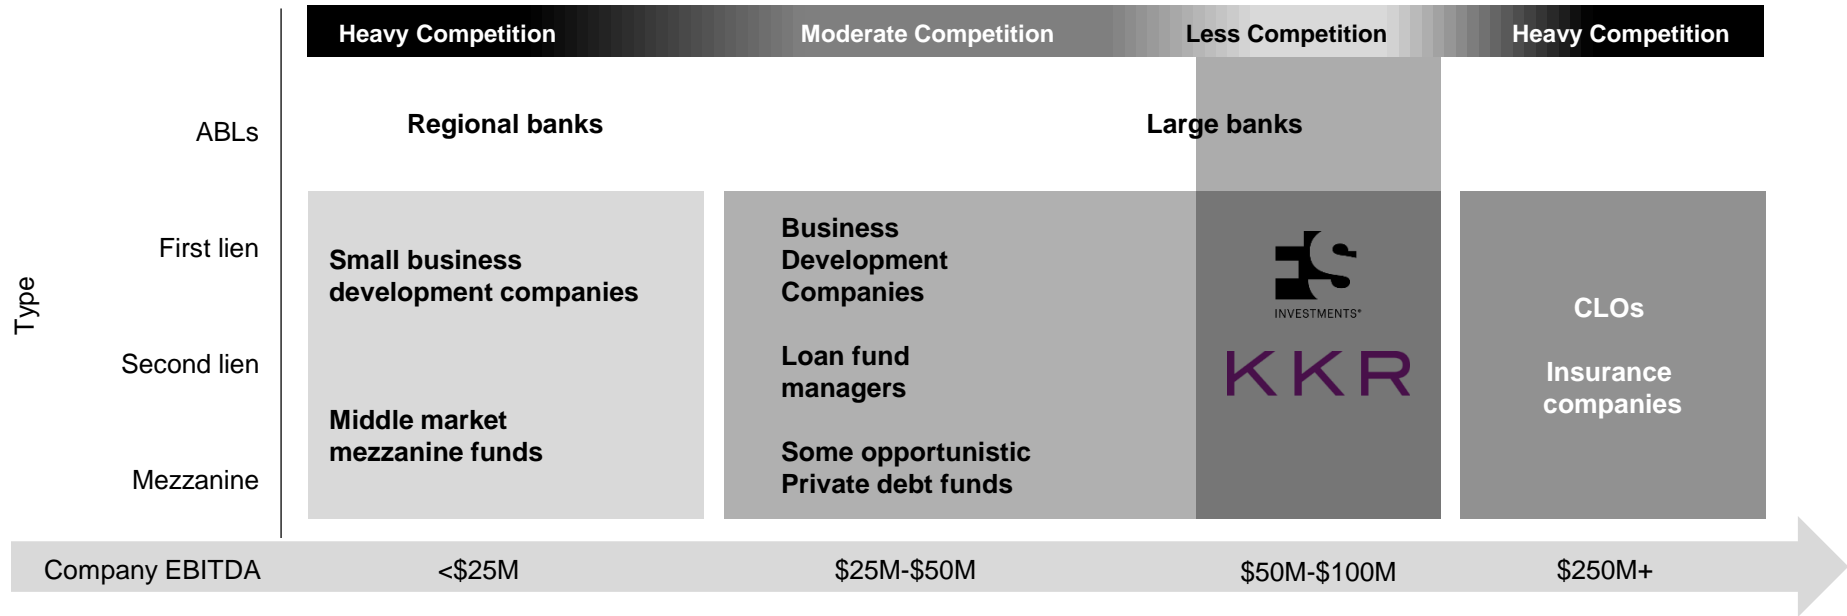 Heavy Competition
Moderate Competition
Less Competition
Heavy Competition
Type
ABLs
Regional banks
Large banks
First lien
Second lien
Mezzanine
Small business
development companies
Middle market
mezzanine funds
Business
Development
Companies
Loan fund
managers
Some opportunistic
Private debt funds
FS
INVESTMENTS®
KKR
CLOs
Insurance
companies
Company EBITDA
<$25M
$25M-$50M
$50M-$100M
$250M+